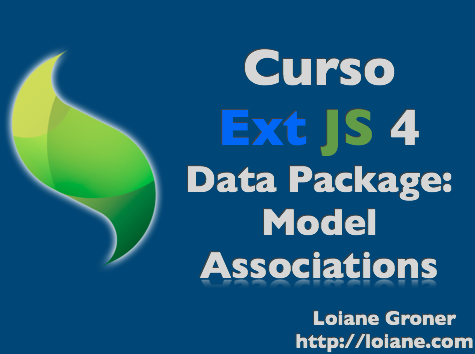 Curso
Ext JS 4
Data Package:
Model
Associations
Loiane Groner
http://loiane.com